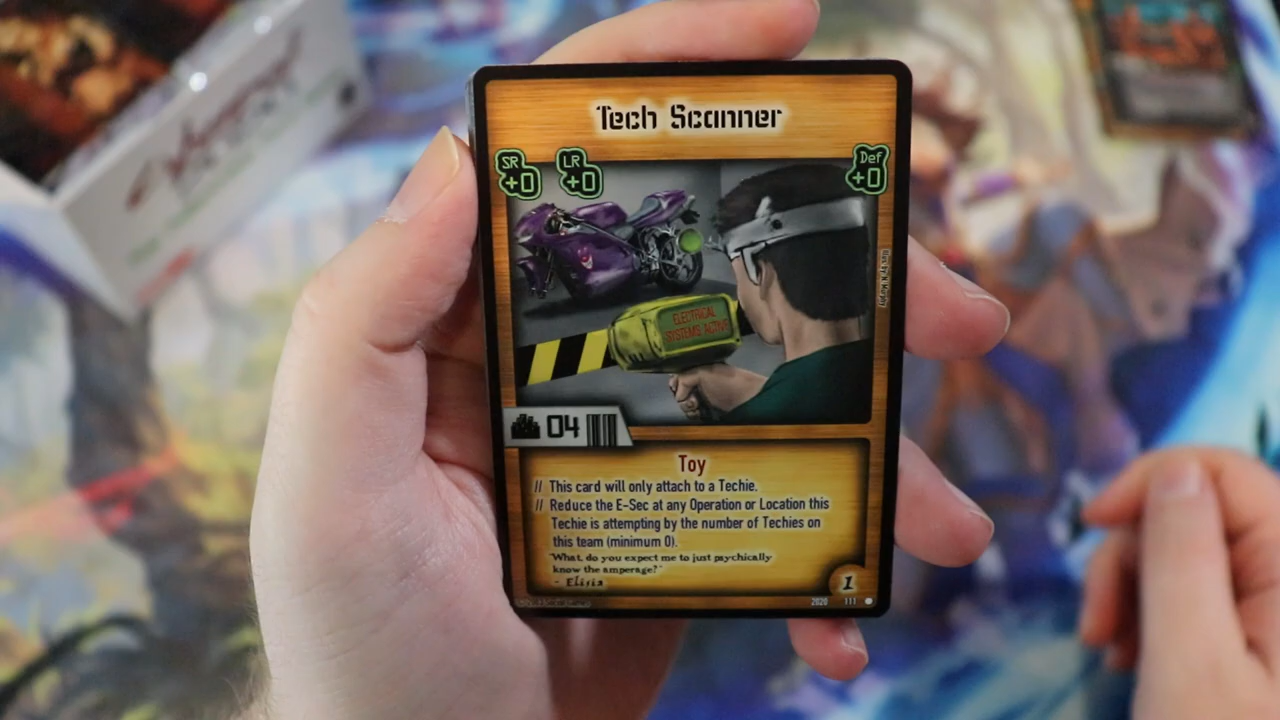 Tech Scanner
SR LR Def
+0 +0 +0
ELECTRICAL
SYSTEMS ACTIVE
04
Toy
// This card will only attach to a Techie.
// Reduce the E-Sec at any Operation or Location this
Techie is attempting by the number of Techies on
this team (minimum 0).
"What, do you expect me to just psychically
know the amperage?"
- Elisia
1
2020 111